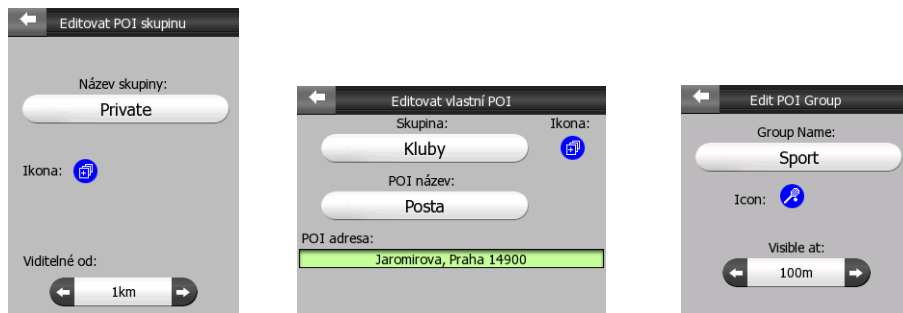 Editovat POI skupinu
Název skupiny:
Private
Ikona:
Viditelné od:
1km
Editovat vlastní POI
Skupina:
Ikona:
Kluby
POI název:
Posta
POI adresa:
Jaromirova, Praha 14900
Edit POI Group
Group Name:
Sport
Icon:
Visible at:
100m